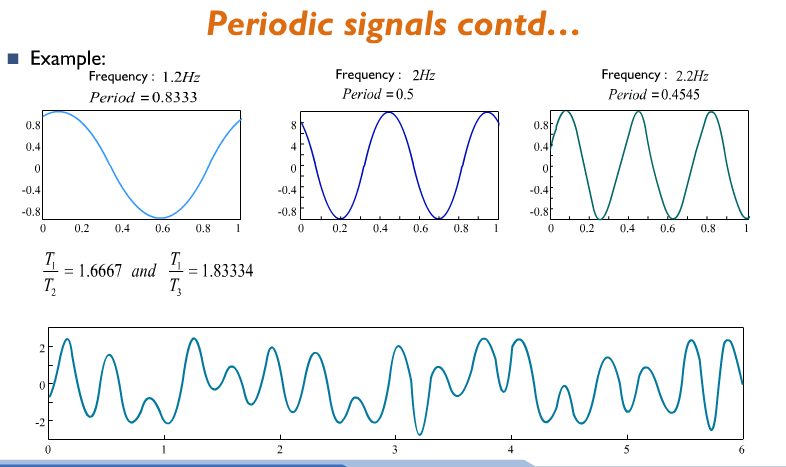 Periodic signals contd…
Example:
Frequency : 1.2Hz
Period = 0.8333
Frequency : 2Hz
Period = 0.5
Frequency : 2.2Hz
Period = 0.4545
0.8
0.4
0
-0.4
-0.8
0 0.2 0.4 0.6 0.8 1
8
0.4
0
-0.4
-0.8
0 0.2 0.4 0.6 0.8 1
0.8
0.4
0
-0.4
-0.8
0 0.2 0.4 0.6 0.8 1
T1/T2 = 1.6667 and T1/T3 = 1.83334
2
0
-2
0 1 2 3 4 5 6